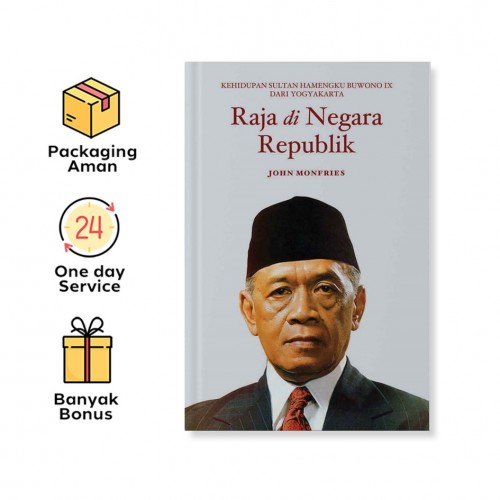 Packaging
Aman
24
One day
Service
Banyak
Bonus
KEHIDUPAN SULTAN HAMENGKU BUWONO IX
DARI YOGYAKARTA
Raja di Negara
Republik
JOHN MONFRIES